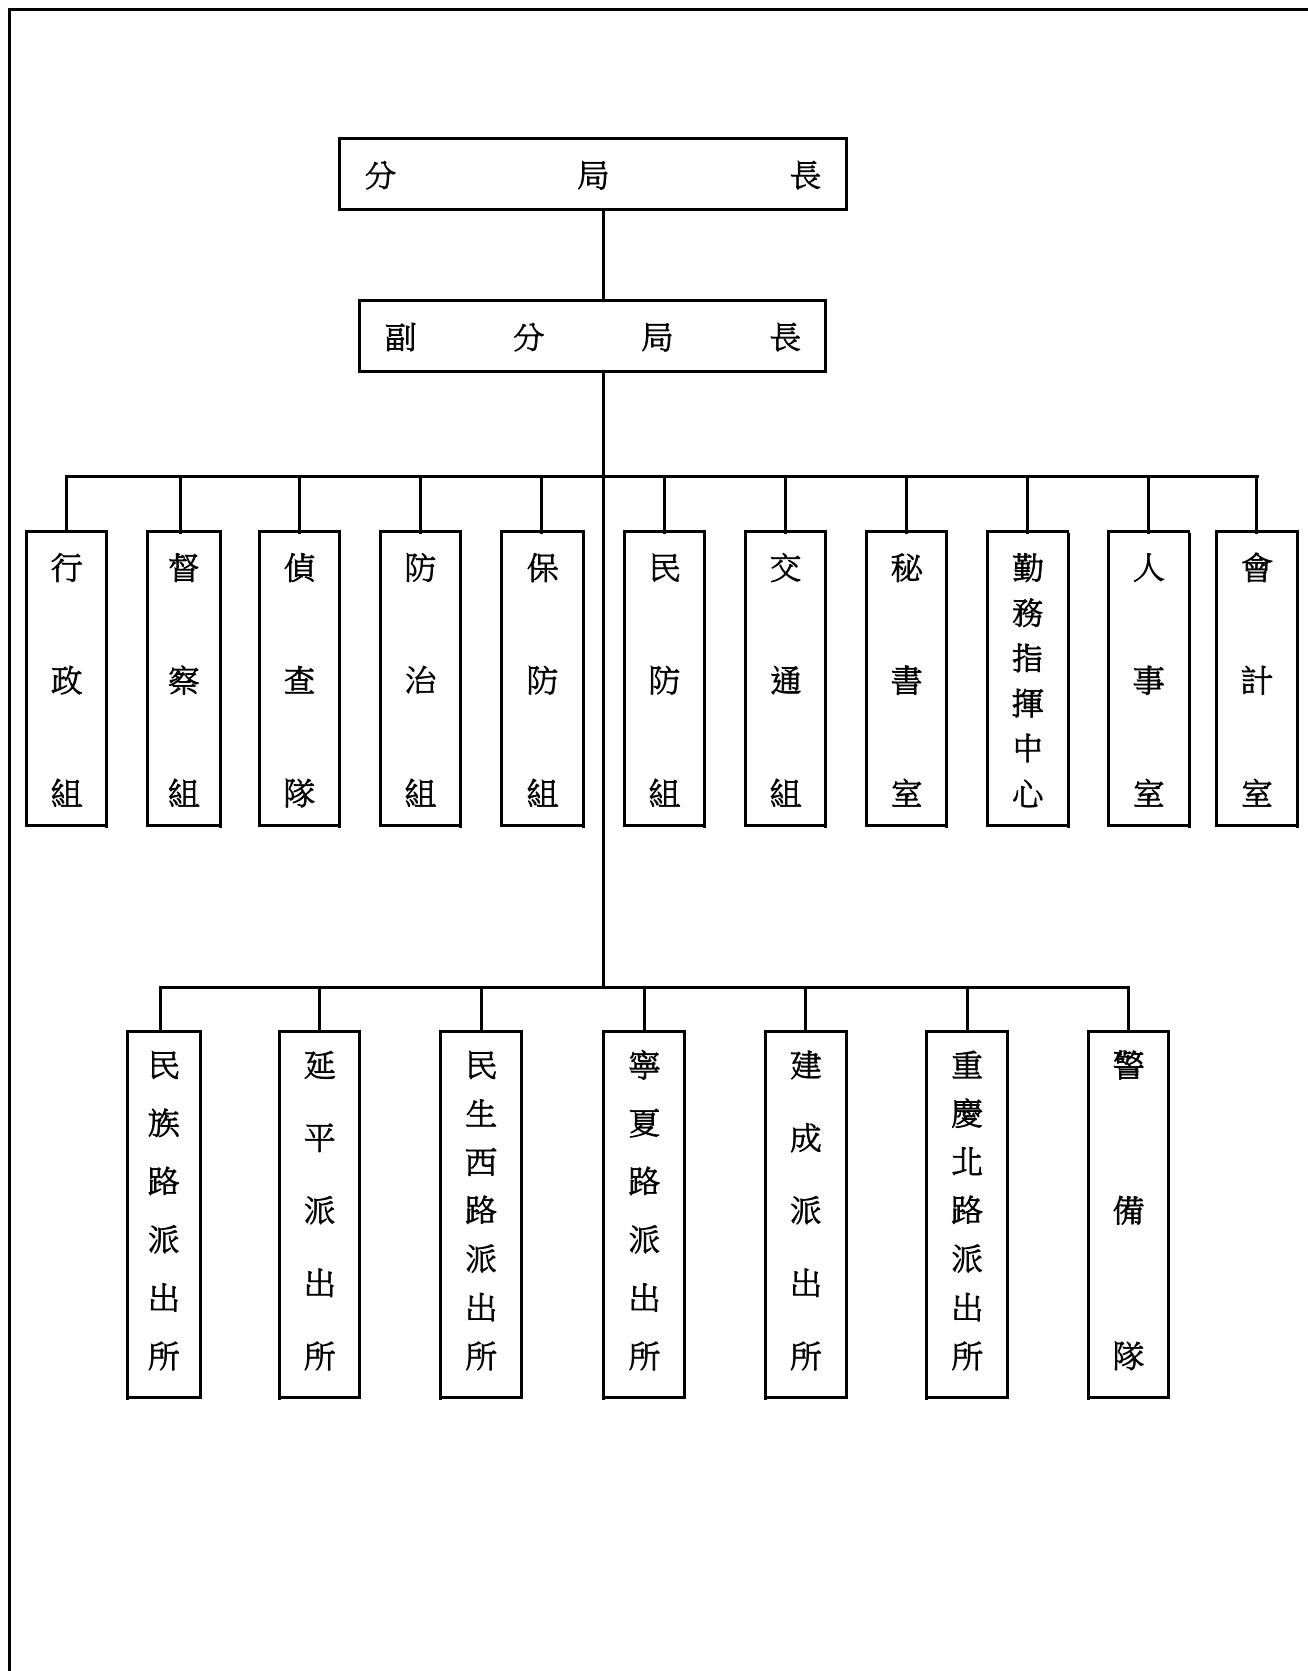 分局長
副分局長
行政組
督察組
偵查隊
防治組
保防組
民防組
交通組
秘書室
勤務指揮中心
人事室
會計室
民族路派出所
延平派出所
民生西路派出所
寧夏路派出所
建成派出所
重慶北路派出所
警備隊